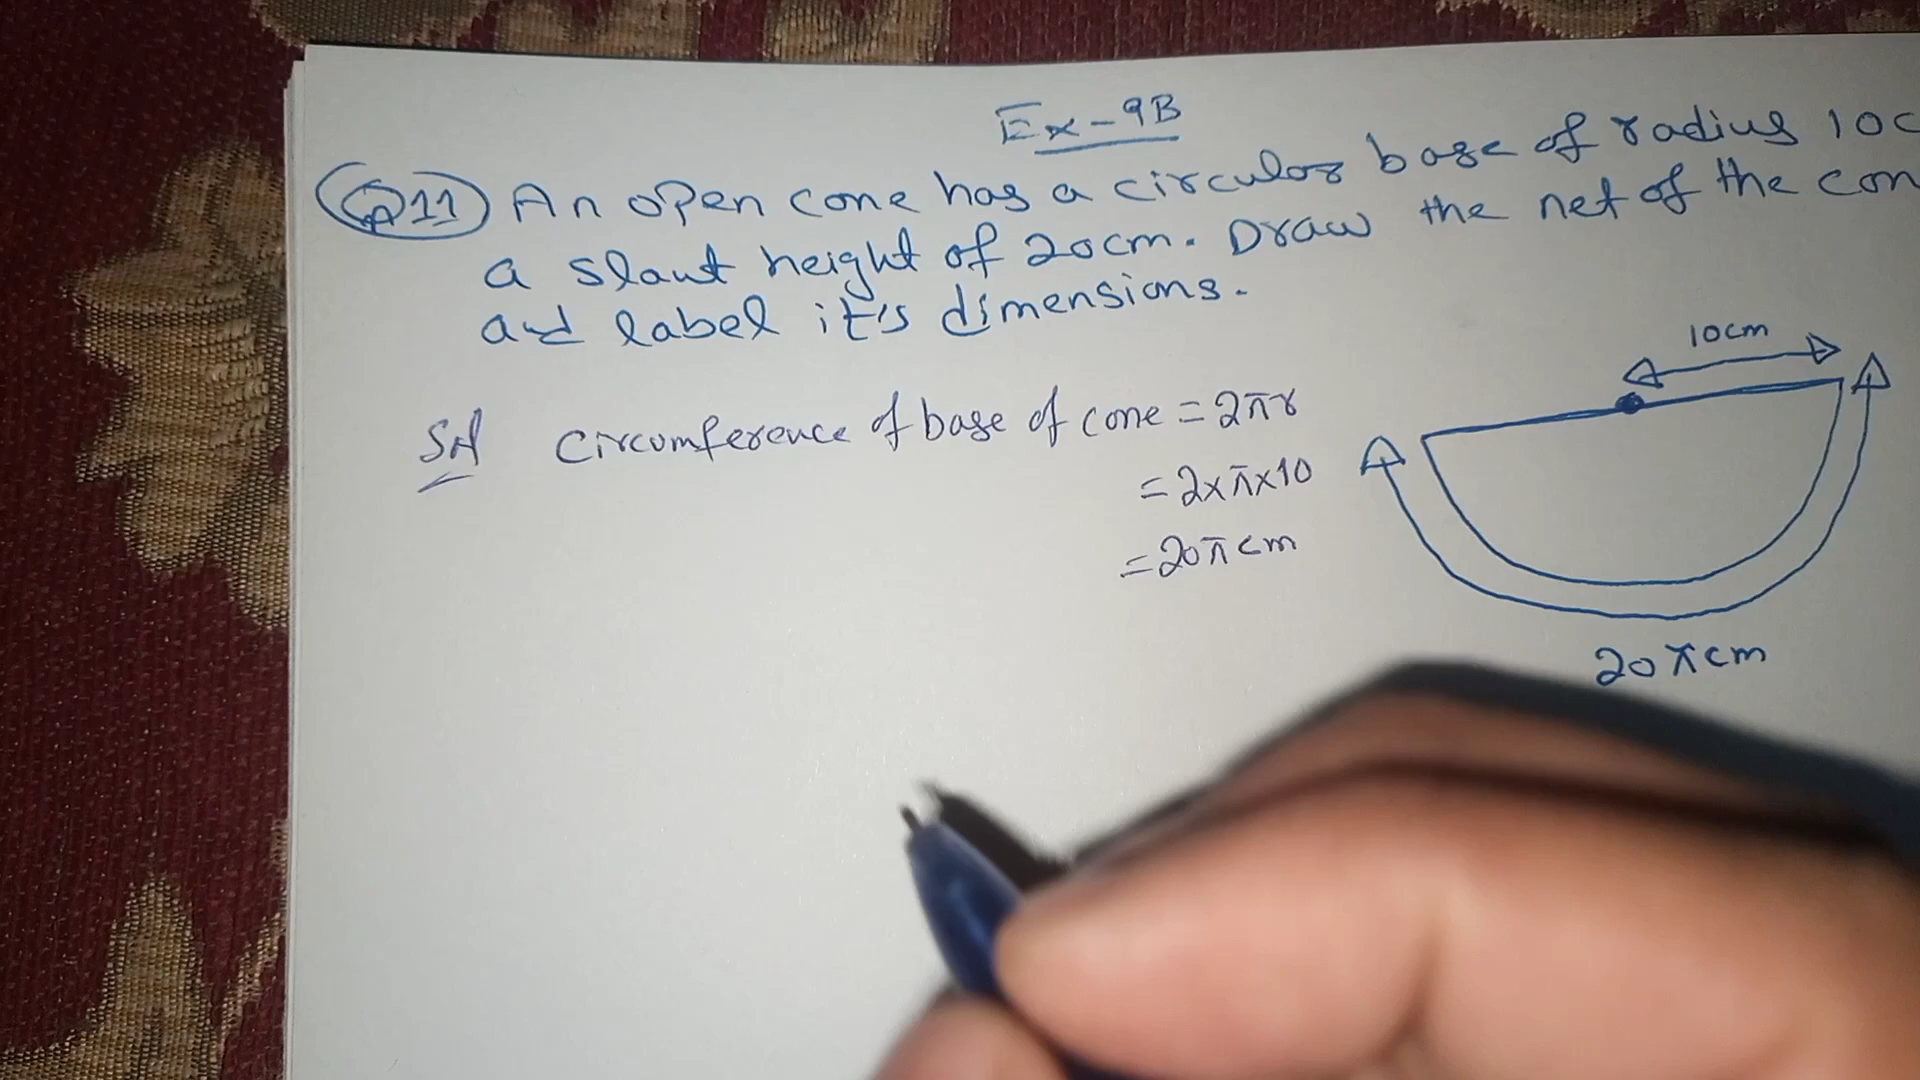 Ex-9B
Q11 An open cone has a circular base of radius 10c
a slant height of 20cm. Draw the net of the con
and label it's dimensions.
10cm
Sol Circumference of base of cone = 2πr
= 2xπx10
= 20π cm
20π cm